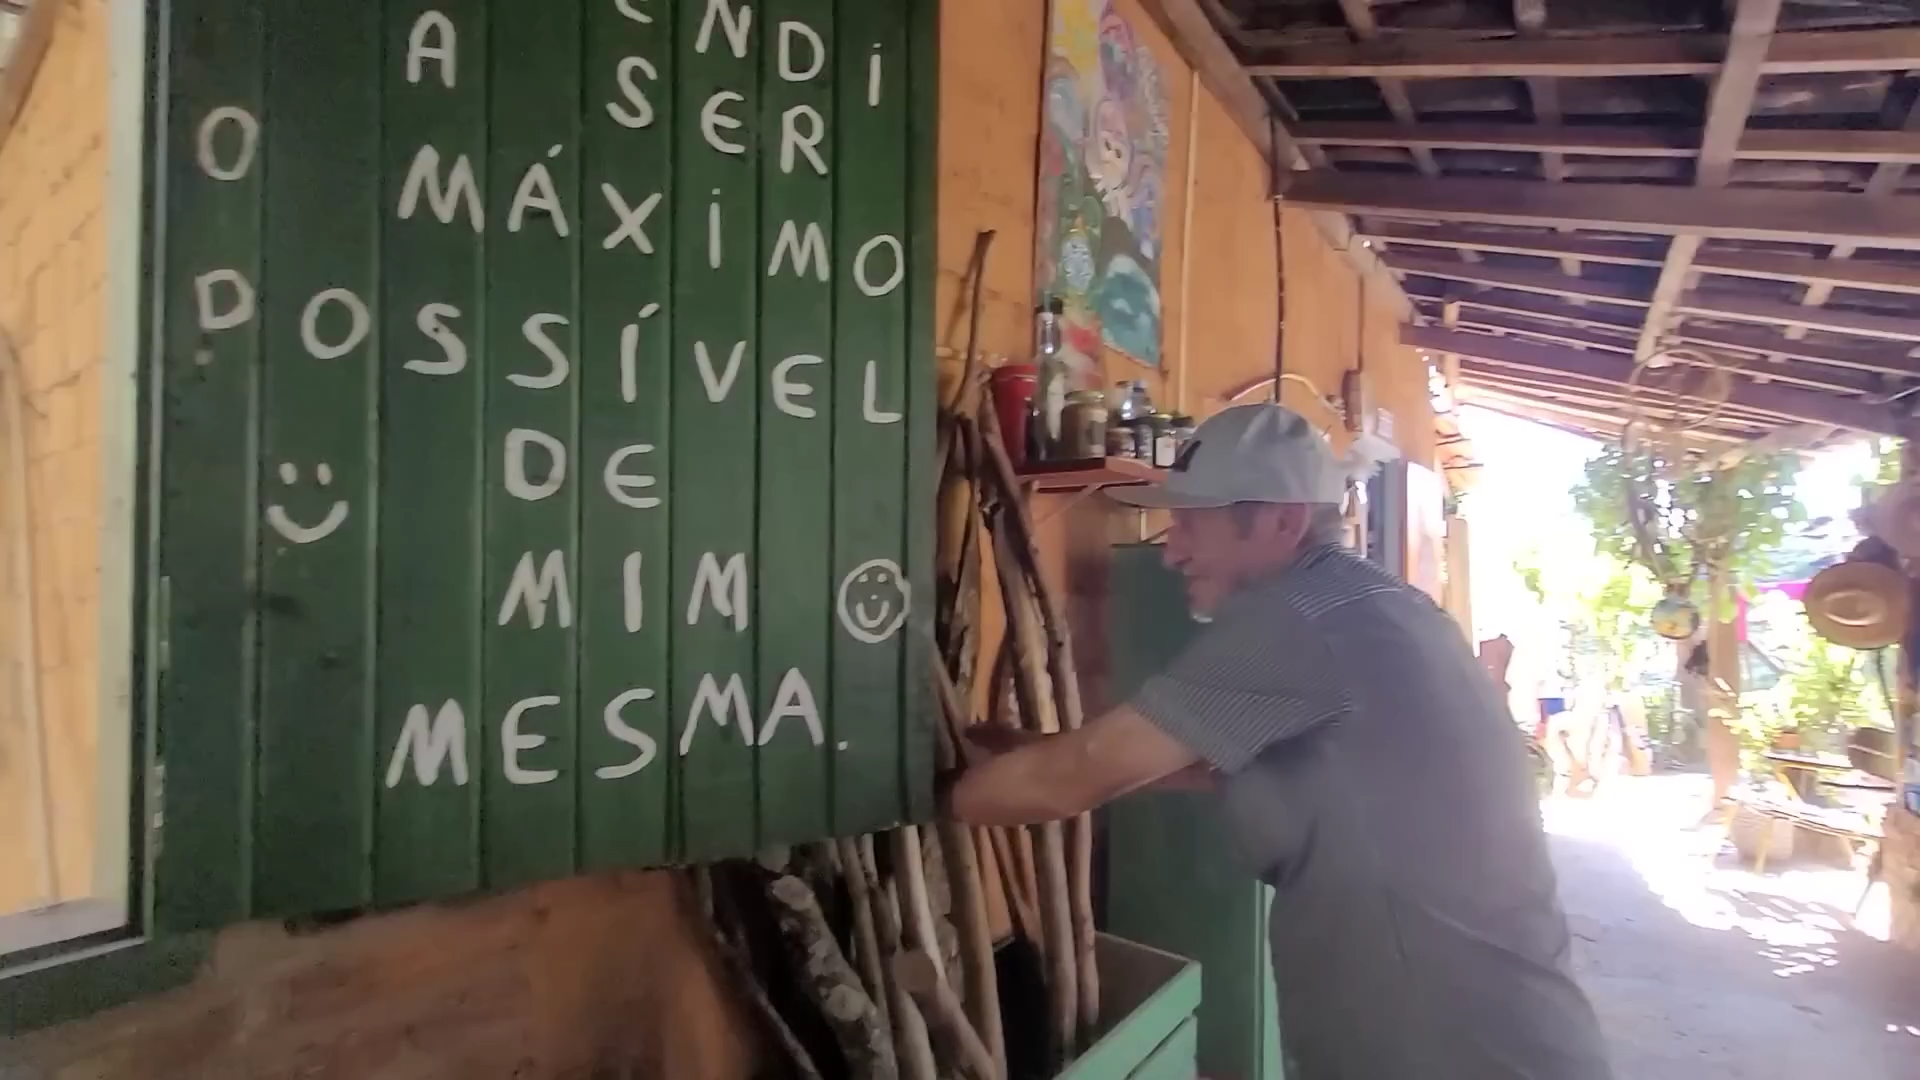 ENDI
A SER
O MÁXIMO
POSSÍVEL
DE
MIM
MESMA.